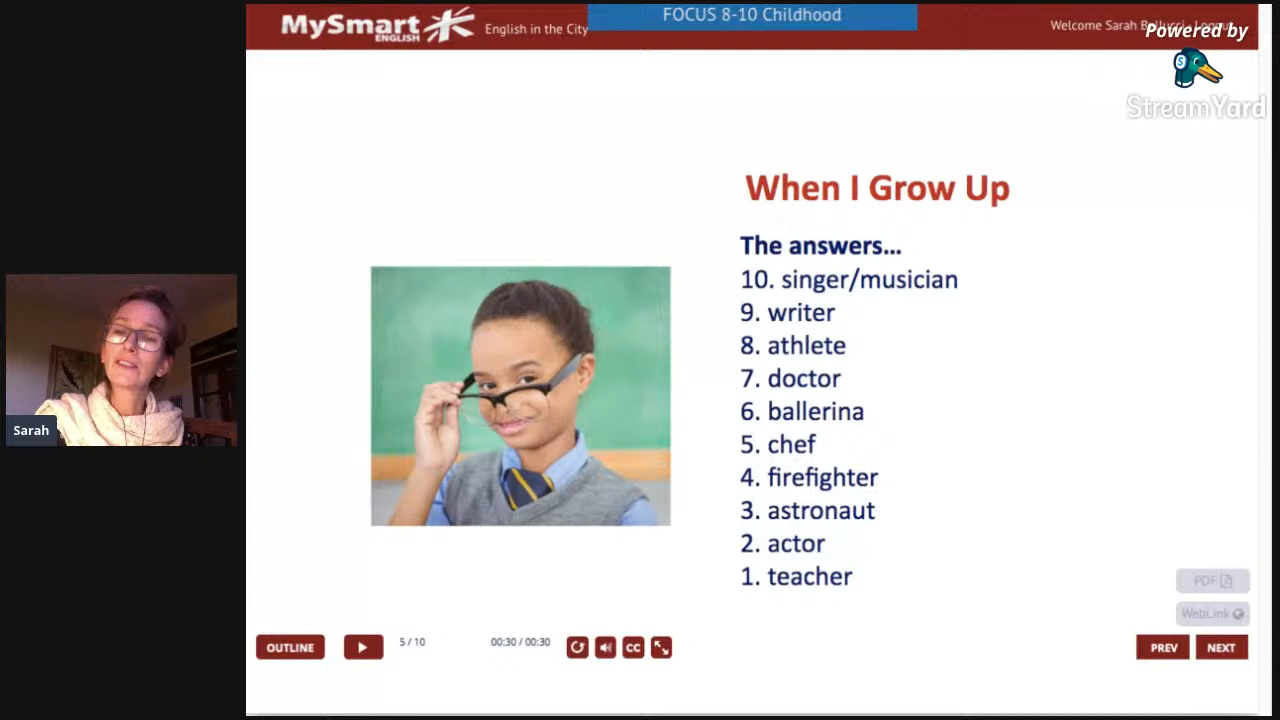 MySmart
ENGLISH
English in the City
FOCUS 8-10 Childhood
Welcome Sarah
Powered by
S
StreamYard
When I Grow Up
The answers...
10. singer/musician
9. writer
8. athlete
7. doctor
6. ballerina
5. chef
4. firefighter
3. astronaut
2. actor
1. teacher
Sarah
PDF
WebLink
OUTLINE
5 / 10
00:30 / 00:30
CC
PREV
NEXT